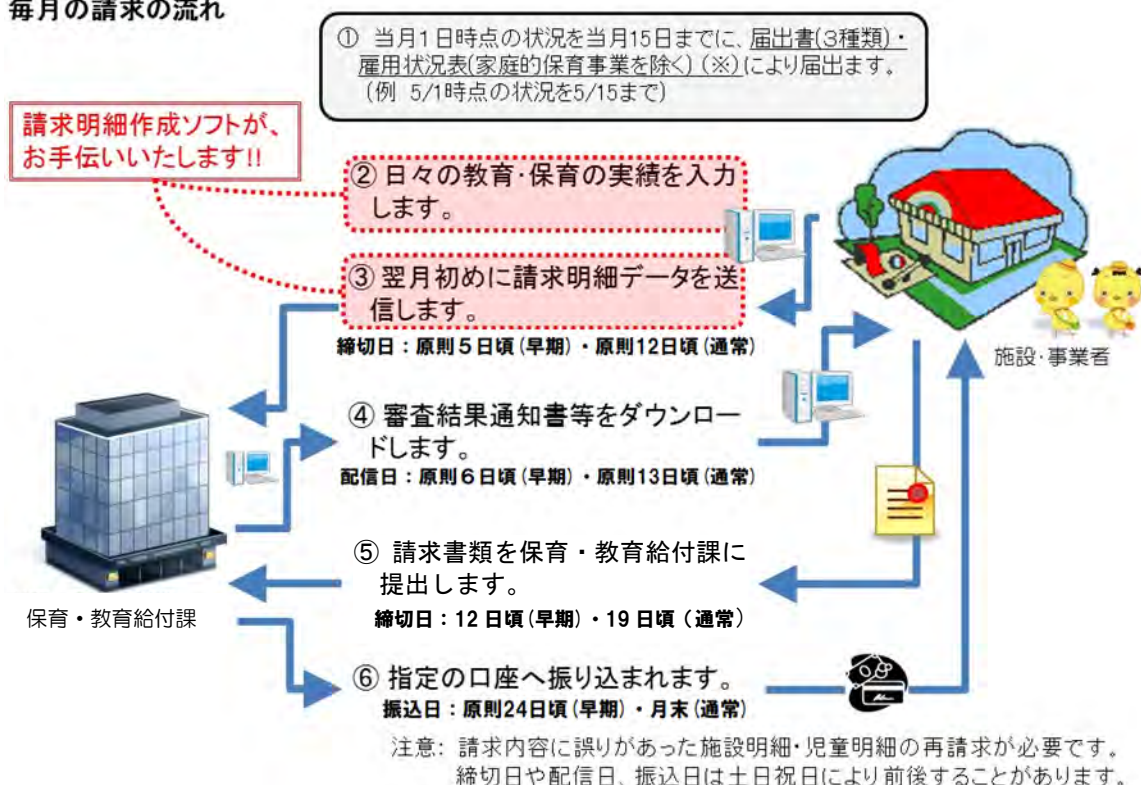 毎月の請求の流れ
① 当月1日時点の状況を当月15日までに、届出書(3種類)・
雇用状況表(家庭的保育事業を除く)(※)により届出ます。
(例 5/1時点の状況を5/15まで)
請求明細作成ソフトが、
お手伝いいたします!!
② 日々の教育・保育の実績を入力
します。
③ 翌月初めに請求明細データを送
信します。
締切日：原則5日頃(早期)・原則12日頃(通常)
施設・事業者
④ 審査結果通知書等をダウンロー
ドします。
配信日：原則6日頃(早期)・原則13日頃(通常)
⑤ 請求書類を保育・教育給付課に
提出します。
締切日：12日頃(早期)・19日頃（通常）
保育・教育給付課
⑥ 指定の口座へ振り込まれます。
振込日：原則24日頃(早期)・月末(通常)
注意: 請求内容に誤りがあった施設明細・児童明細の再請求が必要です。
締切日や配信日、振込日は土日祝日により前後することがあります。